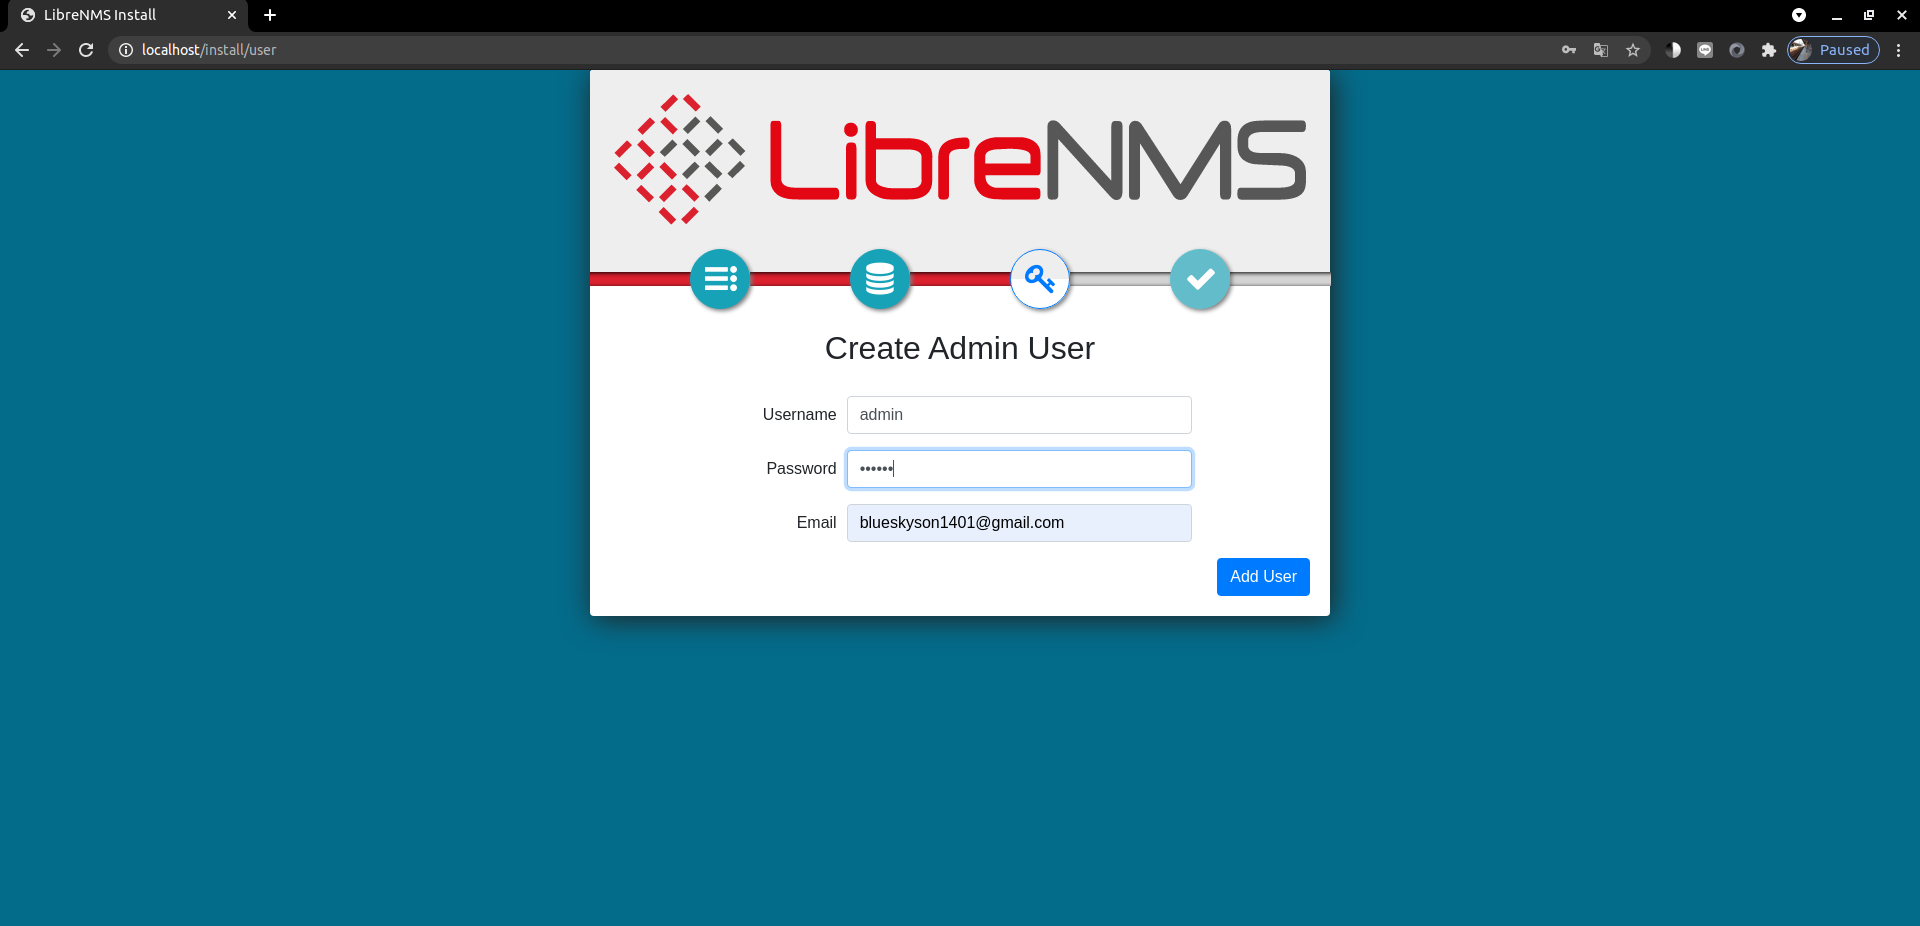 LibreNMS Install
localhost/install/user
Paused
LibreNMS
Create Admin User
Username admin
Password ••••••
Email blueskyson1401@gmail.com
Add User